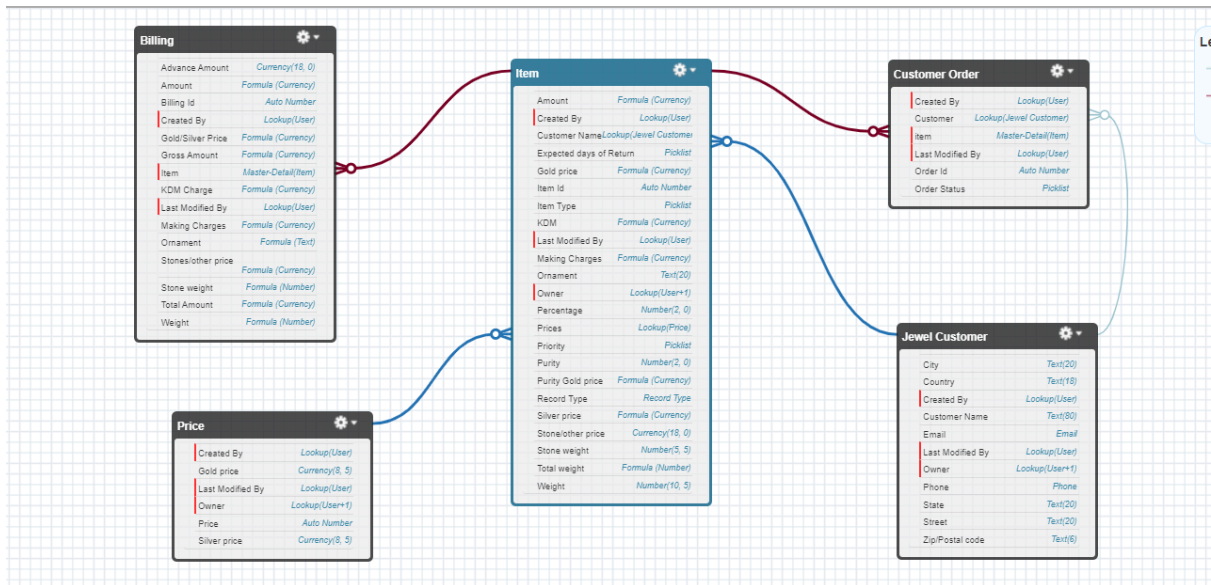 Billing
Advance Amount Currency(18, 0)
Amount Formula (Currency)
Billing Id Auto Number
Created By Lookup(User)
Gold/Silver Price Formula (Currency)
Gross Amount Formula (Currency)
Item Master-Detail(Item)
KDM Charge Formula (Currency)
Last Modified By Lookup(User)
Making Charges Formula (Currency)
Ornament Formula (Text)
Stones/other price
Formula (Currency)
Stone weight Formula (Number)
Total Amount Formula (Currency)
Weight Formula (Number)
Item
Amount Formula (Currency)
Created By Lookup(User)
Customer Name Lookup(Jewel Customer
Expected days of Return Picklist
Gold price Formula (Currency)
Item Id Auto Number
Item Type Picklist
KDM Formula (Currency)
Last Modified By Lookup(User)
Making Charges Formula (Currency)
Ornament Text(20)
Owner Lookup(User+1)
Percentage Number(2, 0)
Prices Lookup(Price)
Priority Picklist
Purity Number(2, 0)
Purity Gold price Formula (Currency)
Record Type Record Type
Silver price Formula (Currency)
Stone/other price Currency(18, 0)
Stone weight Number(5, 5)
Total weight Formula (Number)
Weight Number(10, 5)
Customer Order
Created By Lookup(User)
Customer Lookup(Jewel Customer)
item Master-Detail(Item)
Last Modified By Lookup(User)
Order Id Auto Number
Order Status Picklist
Le
Price
Created By Lookup(User)
Gold price Currency(8, 5)
Last Modified By Lookup(User)
Owner Lookup(User+1)
Price Auto Number
Silver price Currency(8, 5)
Jewel Customer
City Text(20)
Country Text(18)
Created By Lookup(User)
Customer Name Text(80)
Email Email
Last Modified By Lookup(User)
Owner Lookup(User+1)
Phone Phone
State Text(20)
Street Text(20)
Zip/Postal code Text(6)